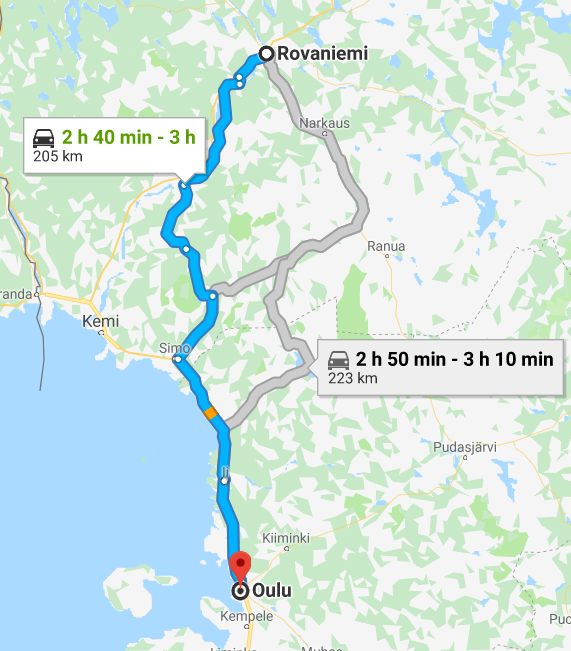 Rovaniemi
Narkaus
2 h 40 min - 3 h
205 km
Ranua
randa
Kemi
Simo
2 h 50 min - 3 h 10 min
223 km
Pudasjärvi
Ii
Kiiminki
Oulu
Kempele